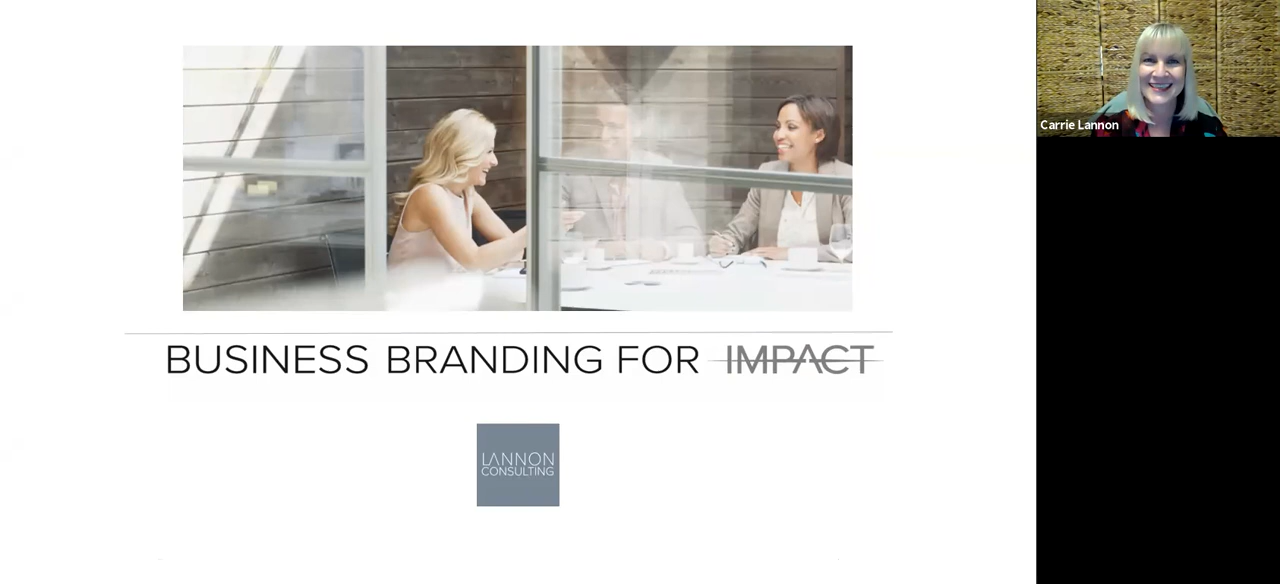 BUSINESS BRANDING FOR IMPACT
LANNON
CONSULTING
Carrie Lannon